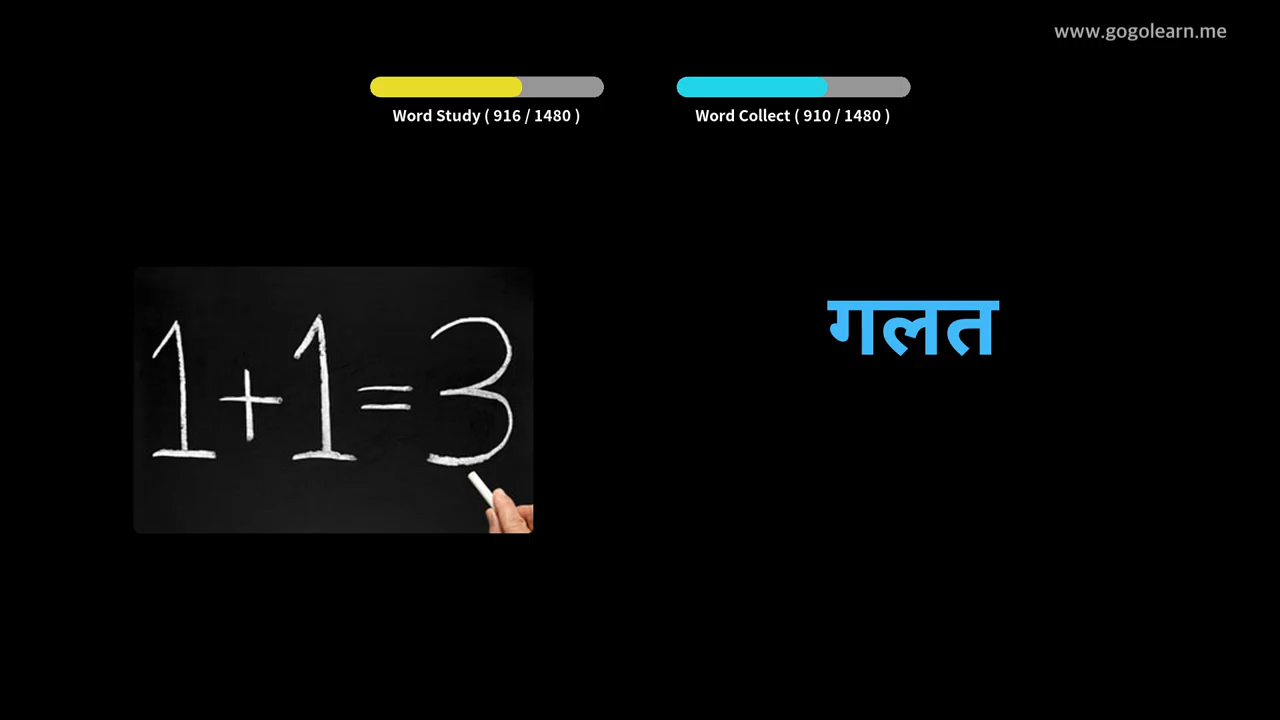 www.gogolearn.me
Word Study ( 916 / 1480 )
Word Collect ( 910 / 1480 )
1+1=3
गलत